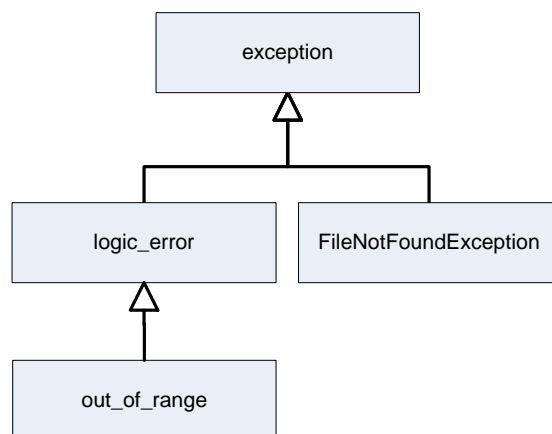 exception
logic_error
FileNotFoundException
out_of_range